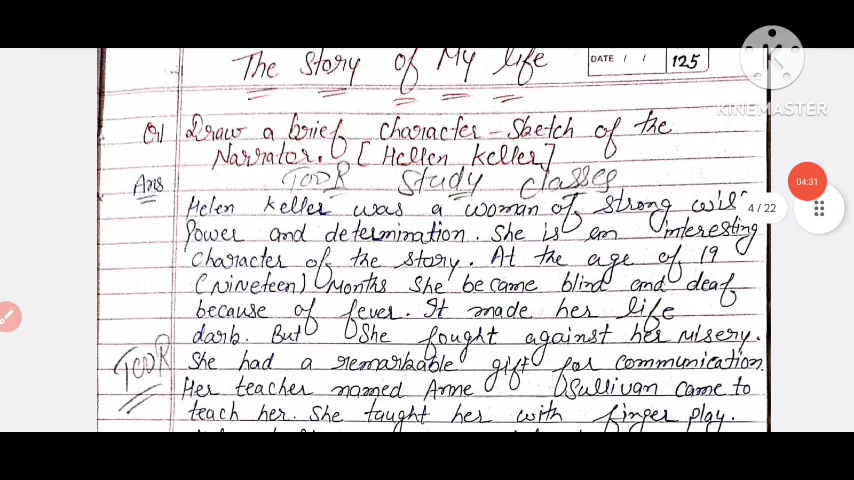 The Story of My life
DATE / /
125
KINEMASTER
Q1 Draw a brief character-Sketch of the
Narrator. [Hellen Keller]
Ans
TOOR Study Classes
Helen Keller was a woman of strong will
Power and determination. She is an interesting
character of the story. At the age of 19
(Nineteen) Months She became blind and deaf
because of fever. It made her life
darb. But She fought against her Misery.
She had a remarkable gift for communication.
TOOR
Her teacher named Anne Sullivan came to
teach her. She taught her with finger play.
04:31
4/22